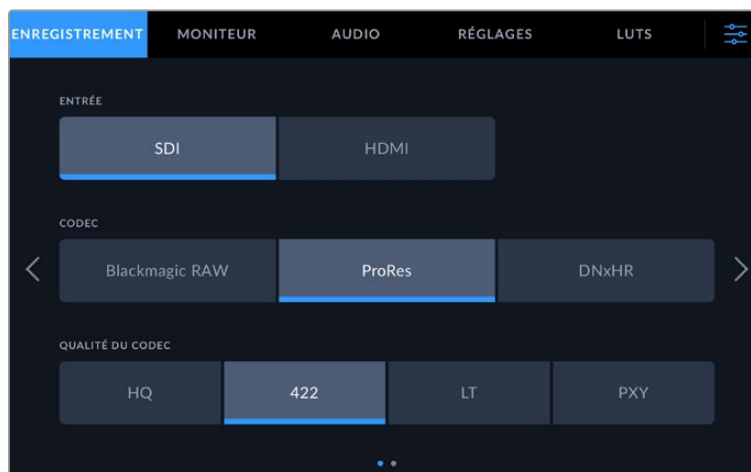 ENREGISTREMENT MONITEUR AUDIO RÉGLAGES LUTS
ENTRÉE
SDI HDMI
CODEC
Blackmagic RAW ProRes DNxHR
QUALITÉ DU CODEC
HQ 422 LT PXY